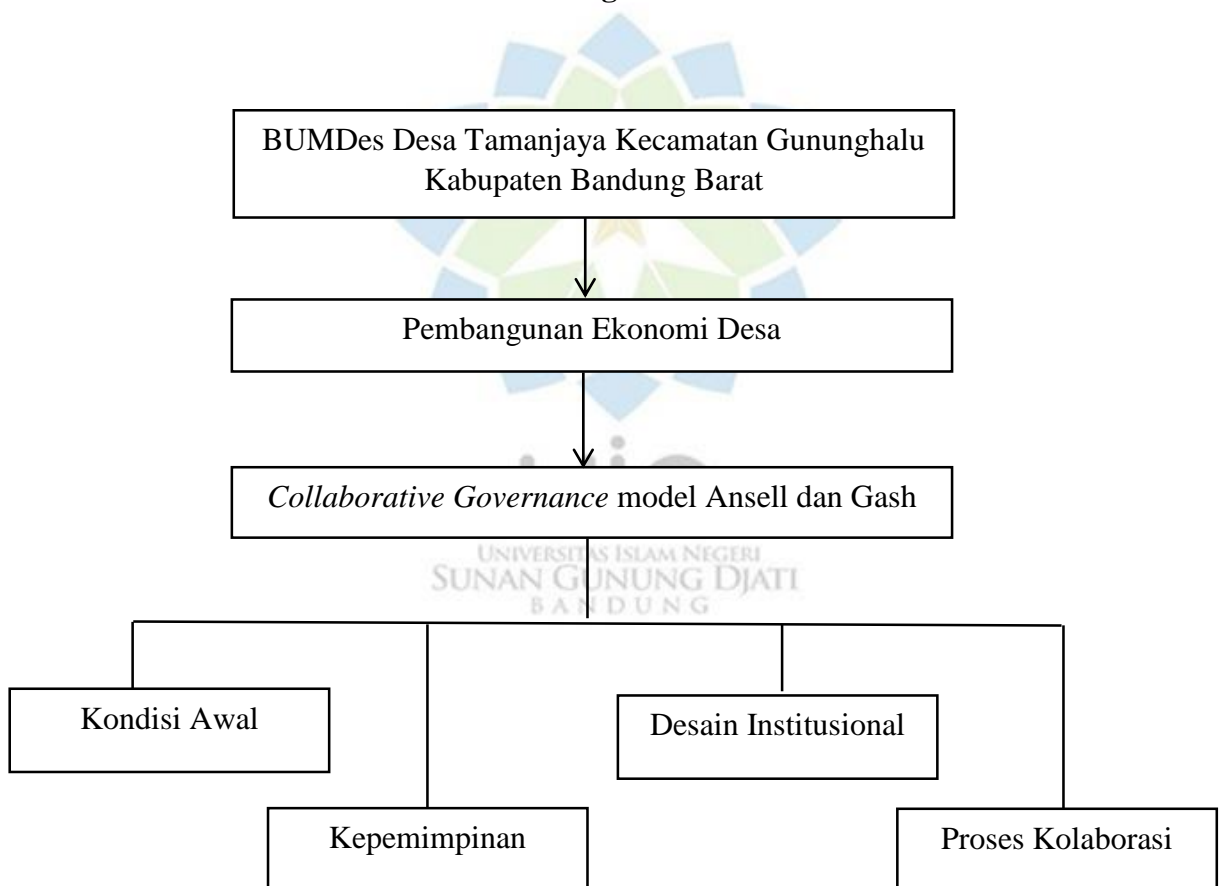 BUMDes Desa Tamanjaya Kecamatan Gununghalu
Kabupaten Bandung Barat
Pembangunan Ekonomi Desa
Collaborative Governance model Ansell dan Gash
UNIVERSITAS ISLAM NEGERI
SUNAN GUNUNG DJATI
BANDUNG
Kondisi Awal
Desain Institusional
Kepemimpinan
Proses Kolaborasi